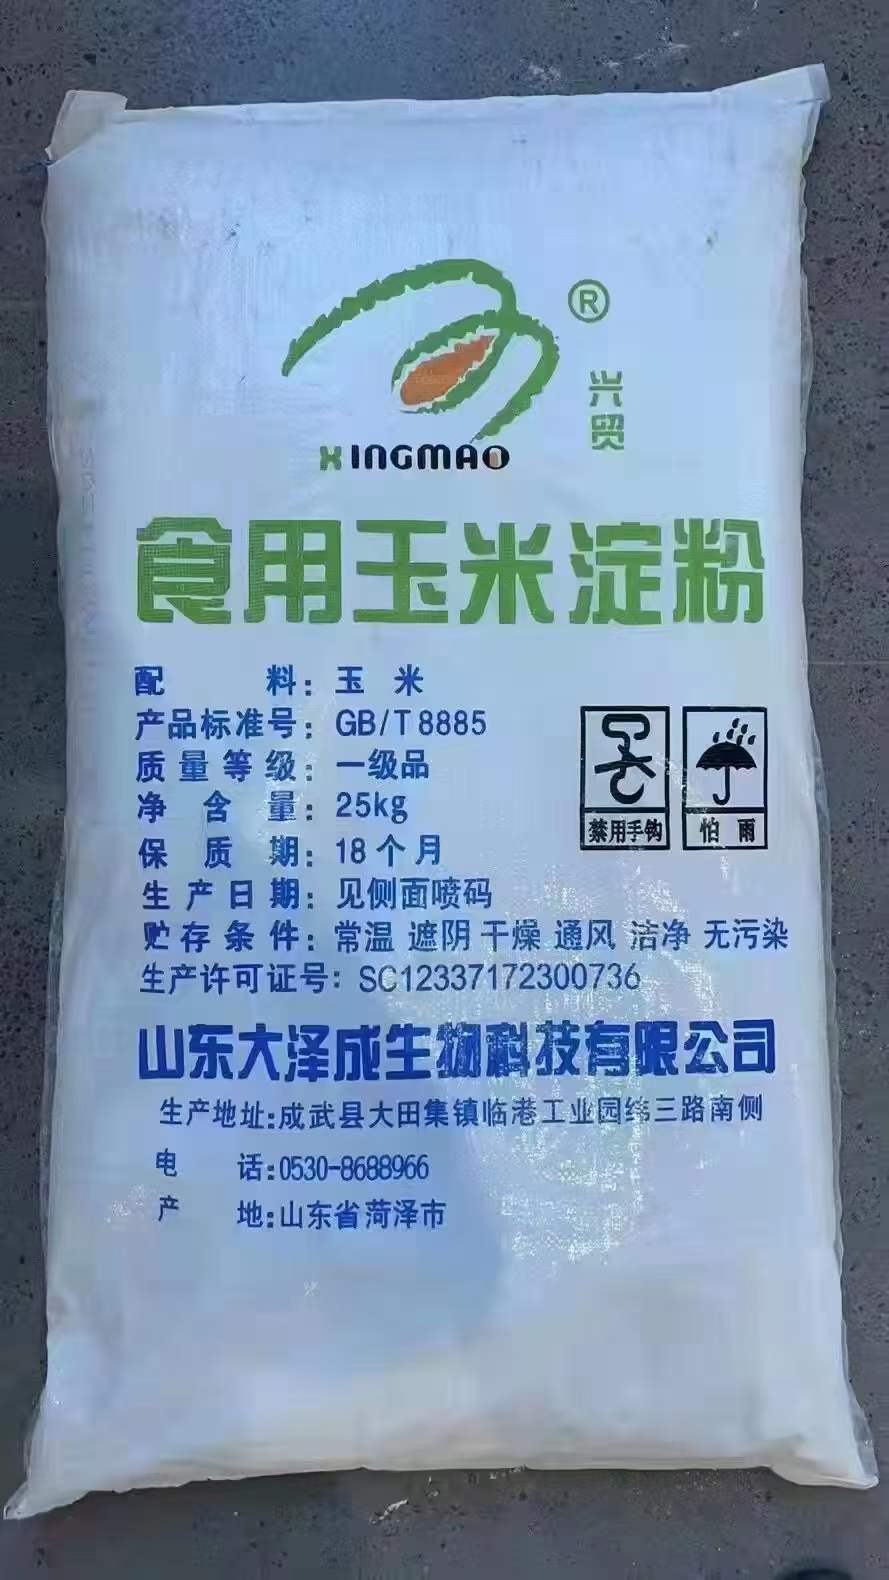 ®
兴贸
XINGMAO
食用玉米淀粉
配料：玉米
产品标准号：GB/T8885
质量等级：一级品
净含量：25kg
保质期：18个月
生产日期：见侧面喷码
贮存条件：常温 遮阴 干燥 通风 洁净 无污染
生产许可证号：SC12337172300736
禁用手钩
怕雨
山东大泽成生物科技有限公司
生产地址:成武县大田集镇临港工业园纬三路南侧
电话:0530-8688966
产地:山东省菏泽市